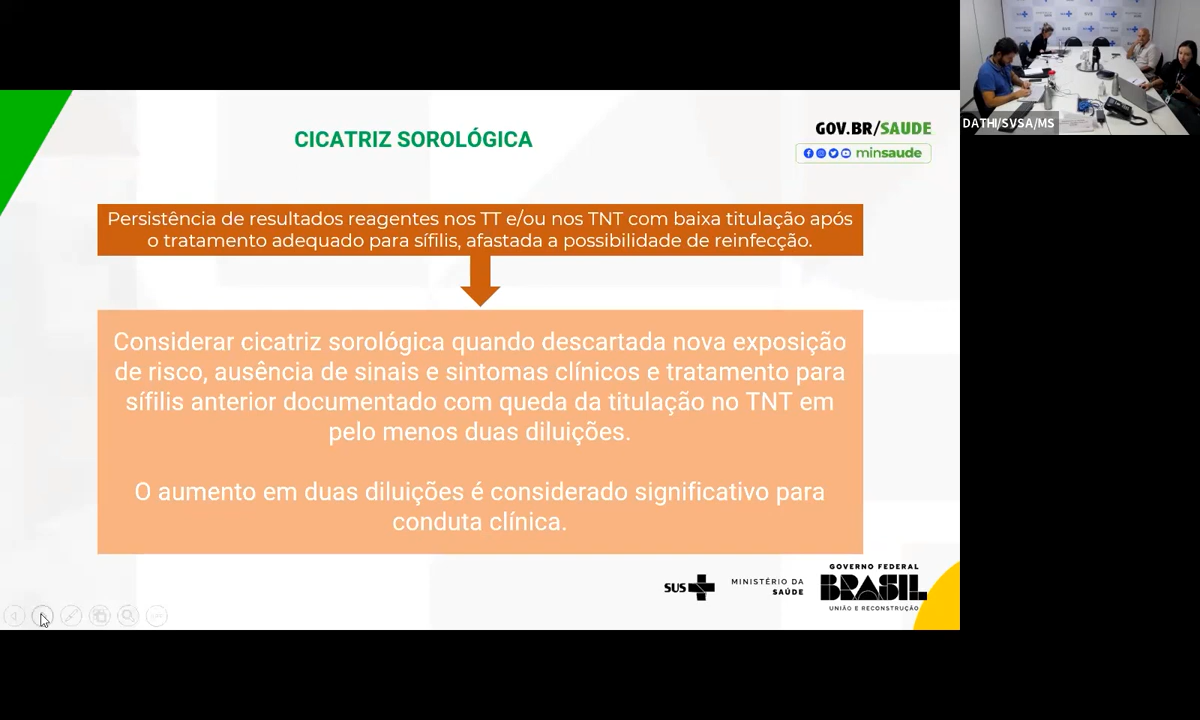 CICATRIZ SOROLÓGICA
GOV.BR/SAUDE
minsaude
Persistência de resultados reagentes nos TT e/ou nos TNT com baixa titulação após
o tratamento adequado para sífilis, afastada a possibilidade de reinfecção.
Considerar cicatriz sorológica quando descartada nova exposição
de risco, ausência de sinais e sintomas clínicos e tratamento para
sífilis anterior documentado com queda da titulação no TNT em
pelo menos duas diluições.
O aumento em duas diluições é considerado significativo para
conduta clínica.
SUS
MINISTÉRIO DA
SAÚDE
GOVERNO FEDERAL
BRASIL
UNIÃO E RECONSTRUÇÃO
DATHI/SVSA/MS